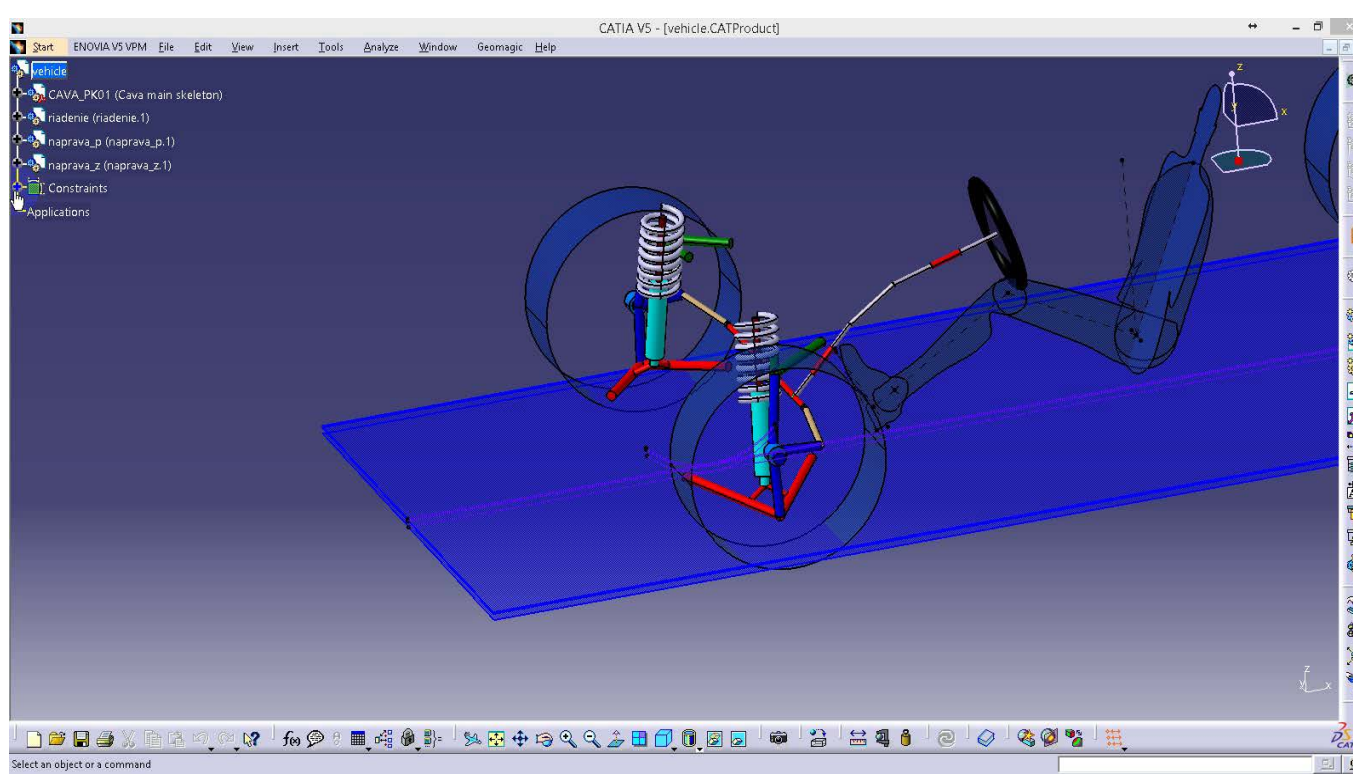 CATIA V5 - [vehicle.CATProduct]
Start ENOVIA V5 VPM File Edit View Insert Tools Analyze Window Geomagic Help
vehicle
CAVA_PK01 (Cava main skeleton)
riadenie (riadenie.1)
naprava_p (naprava_p.1)
naprava_z (naprava_z.1)
Constraints
Applications
z
y
x
z
y
x
f(x)
Select an object or a command